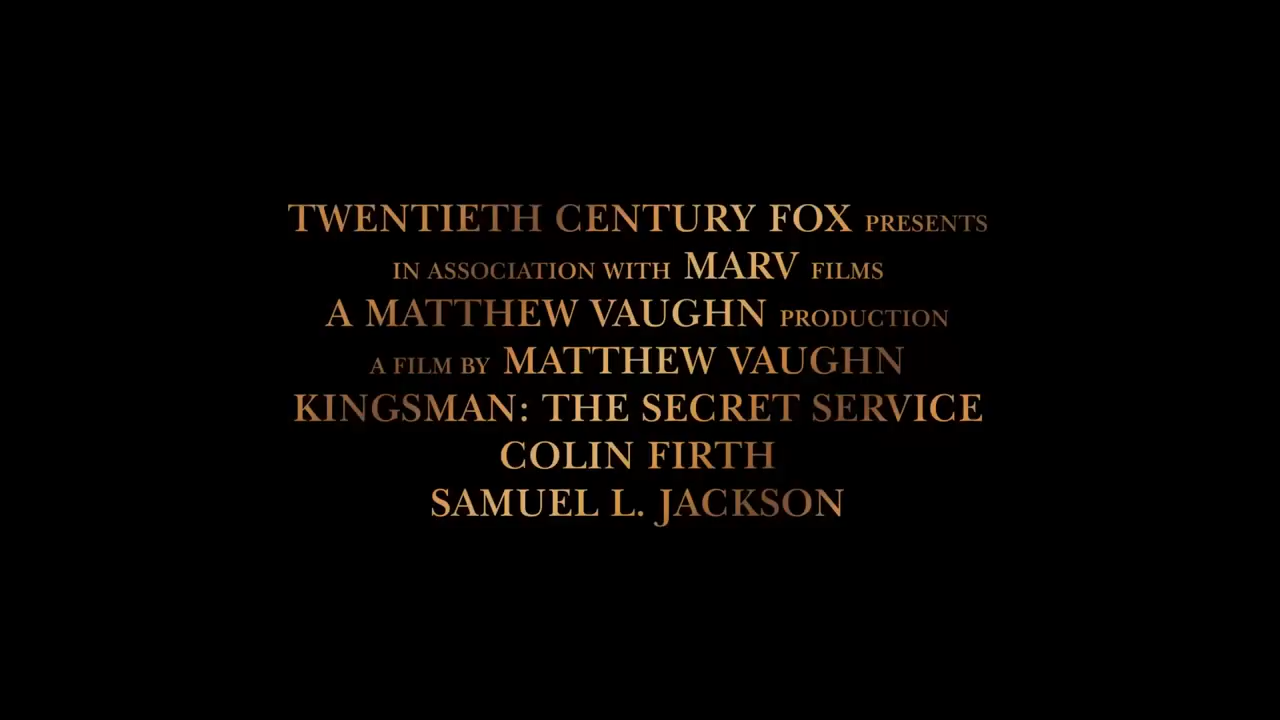 TWENTIETH CENTURY FOX PRESENTS
IN ASSOCIATION WITH MARV FILMS
A MATTHEW VAUGHN PRODUCTION
A FILM BY MATTHEW VAUGHN
KINGSMAN: THE SECRET SERVICE
COLIN FIRTH
SAMUEL L. JACKSON